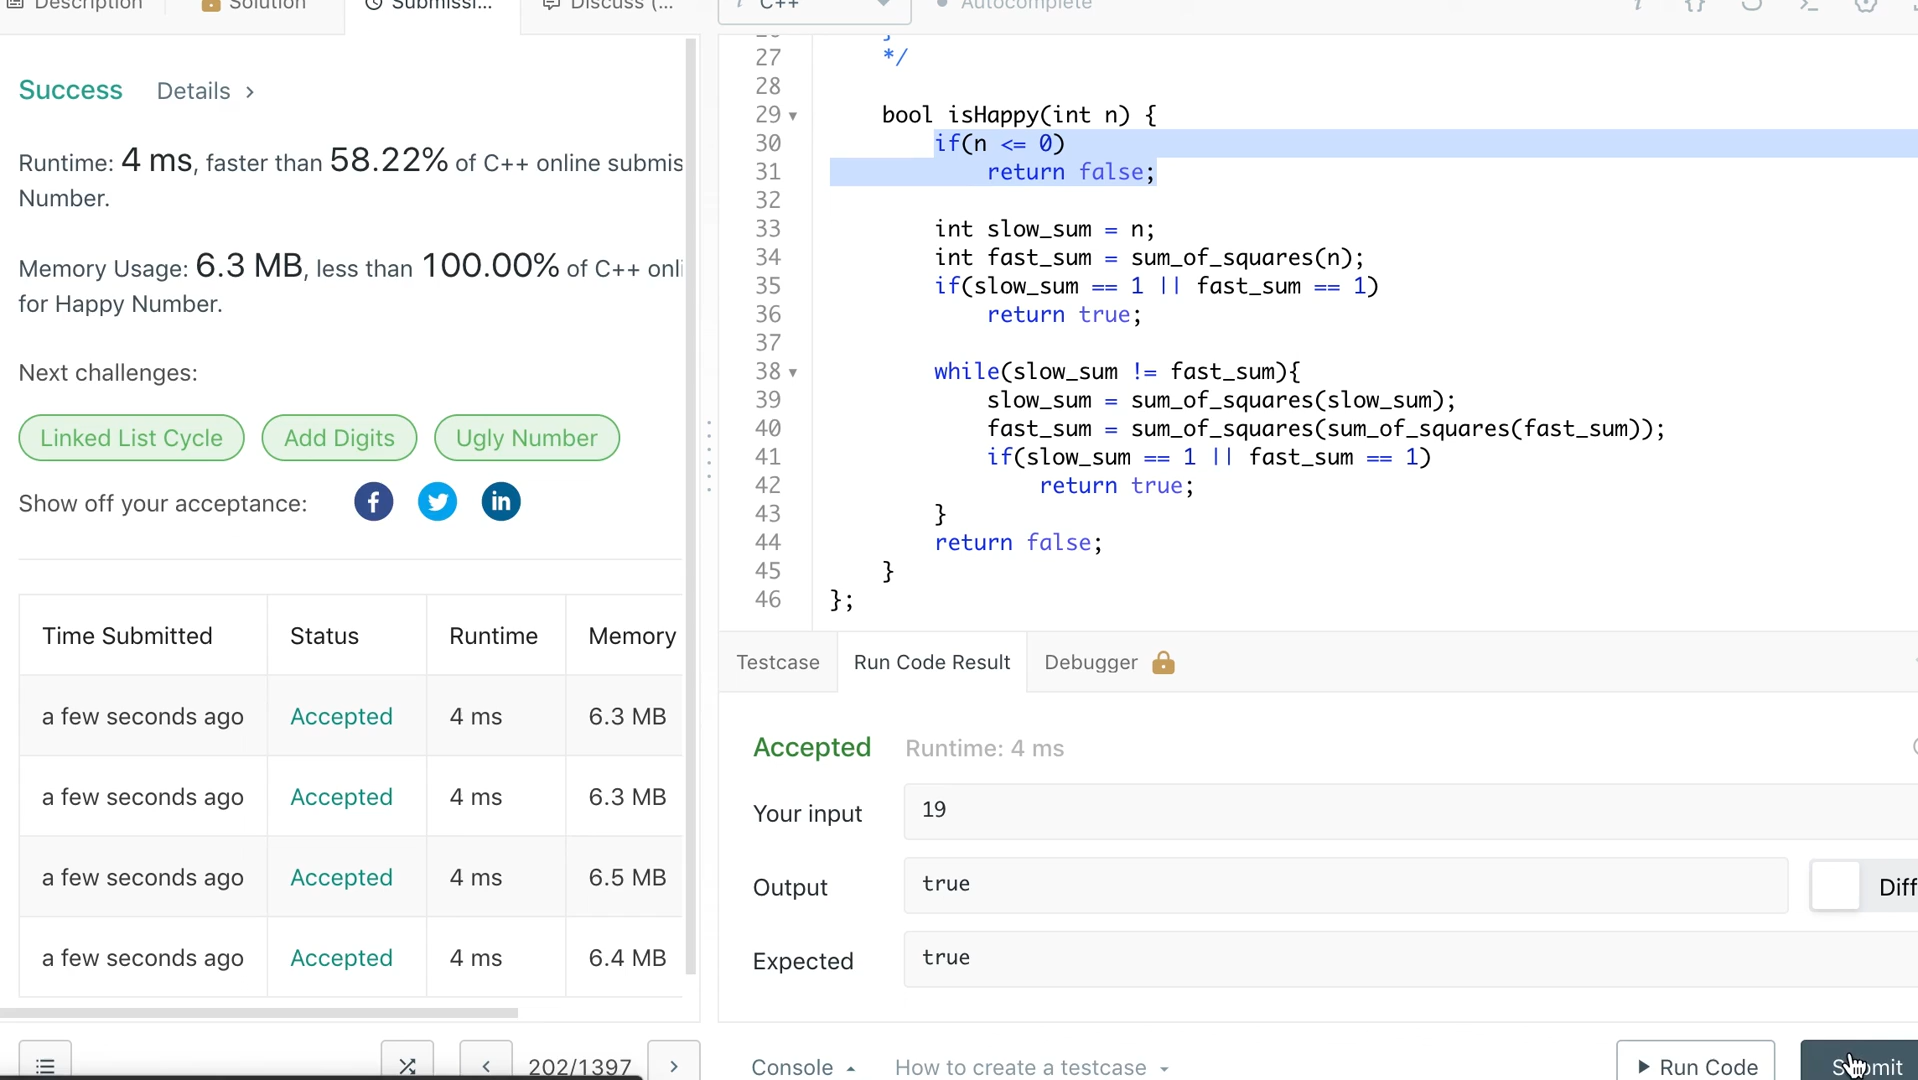 Description
Solution
Submissi...
Discuss (...
Success
Details
Runtime: 4 ms, faster than 58.22% of C++ online submis
Number.
Memory Usage: 6.3 MB, less than 100.00% of C++ onli
for Happy Number.
Next challenges:
Linked List Cycle
Add Digits
Ugly Number
Show off your acceptance:
Time Submitted Status Runtime Memory
a few seconds ago Accepted 4 ms 6.3 MB
a few seconds ago Accepted 4 ms 6.3 MB
a few seconds ago Accepted 4 ms 6.5 MB
a few seconds ago Accepted 4 ms 6.4 MB
202/1397
i C++
Autocomplete
27 */
28
29 bool isHappy(int n) {
30 if(n <= 0)
31 return false;
32
33 int slow_sum = n;
34 int fast_sum = sum_of_squares(n);
35 if(slow_sum == 1 || fast_sum == 1)
36 return true;
37
38 while(slow_sum != fast_sum){
39 slow_sum = sum_of_squares(slow_sum);
40 fast_sum = sum_of_squares(sum_of_squares(fast_sum));
41 if(slow_sum == 1 || fast_sum == 1)
42 return true;
43 }
44 return false;
45 }
46 };
Testcase
Run Code Result
Debugger
Accepted
Runtime: 4 ms
Your input
19
Output
true
Diff
Expected
true
Console
How to create a testcase
Run Code
Submit